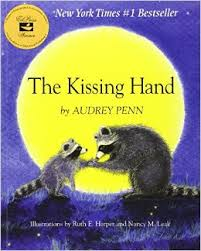 New York Times #1 Bestseller
The Kissing Hand
by AUDREY PENN
Illustrations by Ruth E. Harper and Nancy M. Leak